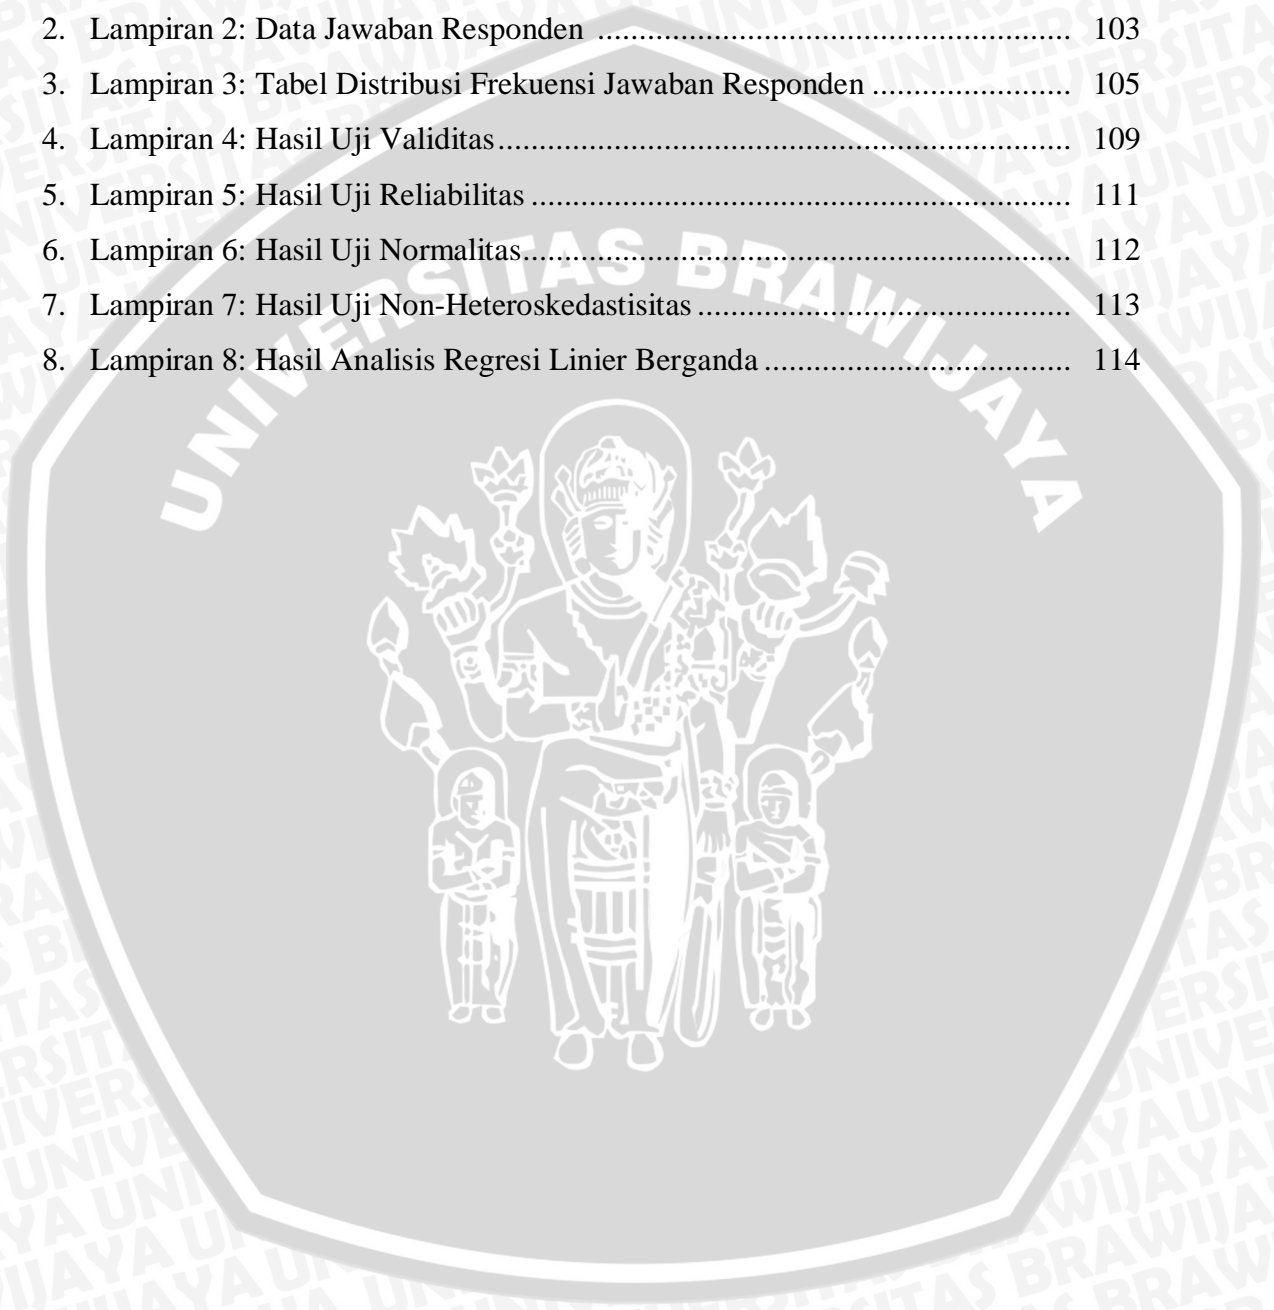 2. Lampiran 2: Data Jawaban Responden ........................................................ 103
3. Lampiran 3: Tabel Distribusi Frekuensi Jawaban Responden ........................ 105
4. Lampiran 4: Hasil Uji Validitas..................................................................... 109
5. Lampiran 5: Hasil Uji Reliabilitas ................................................................. 111
6. Lampiran 6: Hasil Uji Normalitas.................................................................. 112
7. Lampiran 7: Hasil Uji Non-Heteroskedastisitas ............................................. 113
8. Lampiran 8: Hasil Analisis Regresi Linier Berganda ..................................... 114
UNIVERSITAS BRAWIJAYA